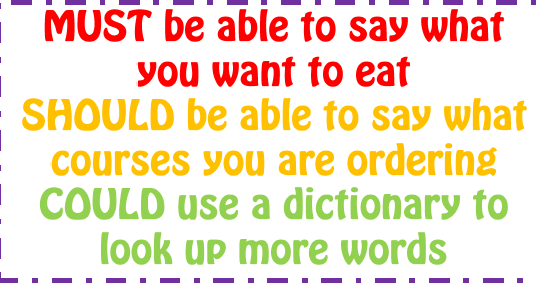 MUST be able to say what
you want to eat
SHOULD be able to say what
courses you are ordering
COULD use a dictionary to
look up more words